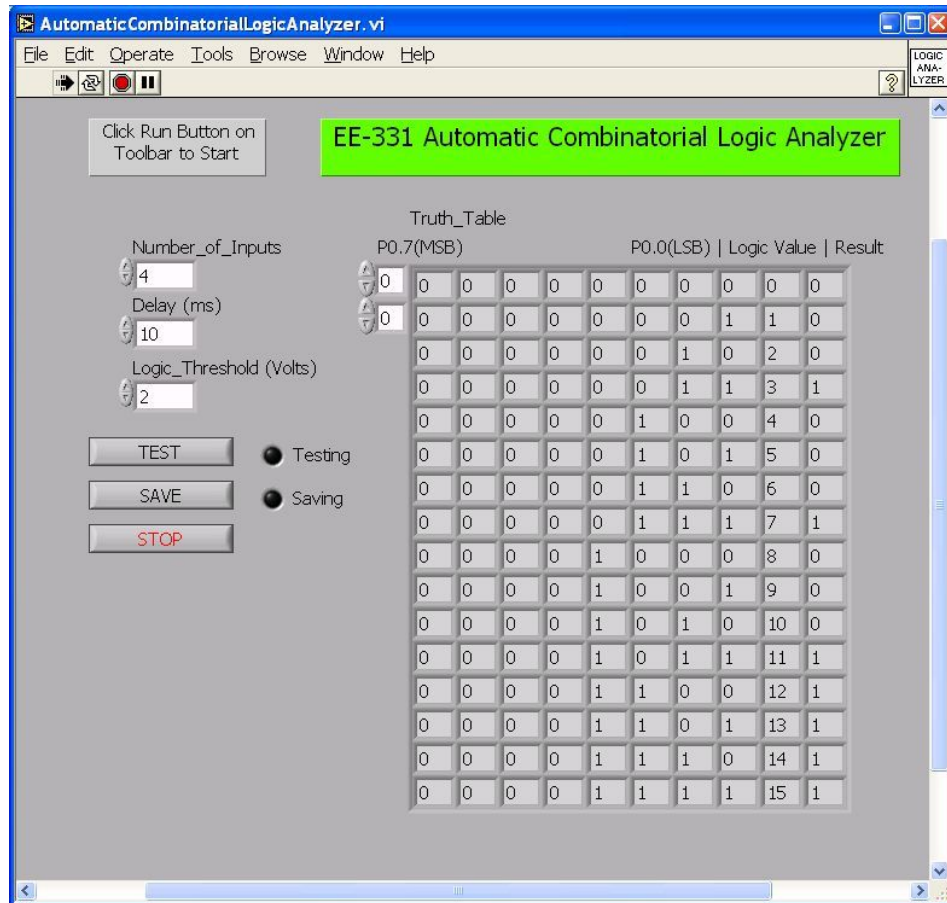 AutomaticCombinatorialLogicAnalyzer.vi
File Edit Operate Tools Browse Window Help
LOGIC
ANA-
LYZER
?
Click Run Button on
Toolbar to Start
EE-331 Automatic Combinatorial Logic Analyzer
Truth_Table
P0.7(MSB) P0.0(LSB) | Logic Value | Result
Number_of_Inputs
4
Delay (ms)
10
Logic_Threshold (Volts)
2
TEST
Testing
SAVE
Saving
STOP
0
0
0 0 0 0 0 0 0 0 0 0
0 0 0 0 0 0 0 1 1 0
0 0 0 0 0 0 1 0 2 0
0 0 0 0 0 0 1 1 3 1
0 0 0 0 0 1 0 0 4 0
0 0 0 0 0 1 0 1 5 0
0 0 0 0 0 1 1 0 6 0
0 0 0 0 0 1 1 1 7 1
0 0 0 0 1 0 0 0 8 0
0 0 0 0 1 0 0 1 9 0
0 0 0 0 1 0 1 0 10 0
0 0 0 0 1 0 1 1 11 1
0 0 0 0 1 1 0 0 12 1
0 0 0 0 1 1 0 1 13 1
0 0 0 0 1 1 1 0 14 1
0 0 0 0 1 1 1 1 15 1